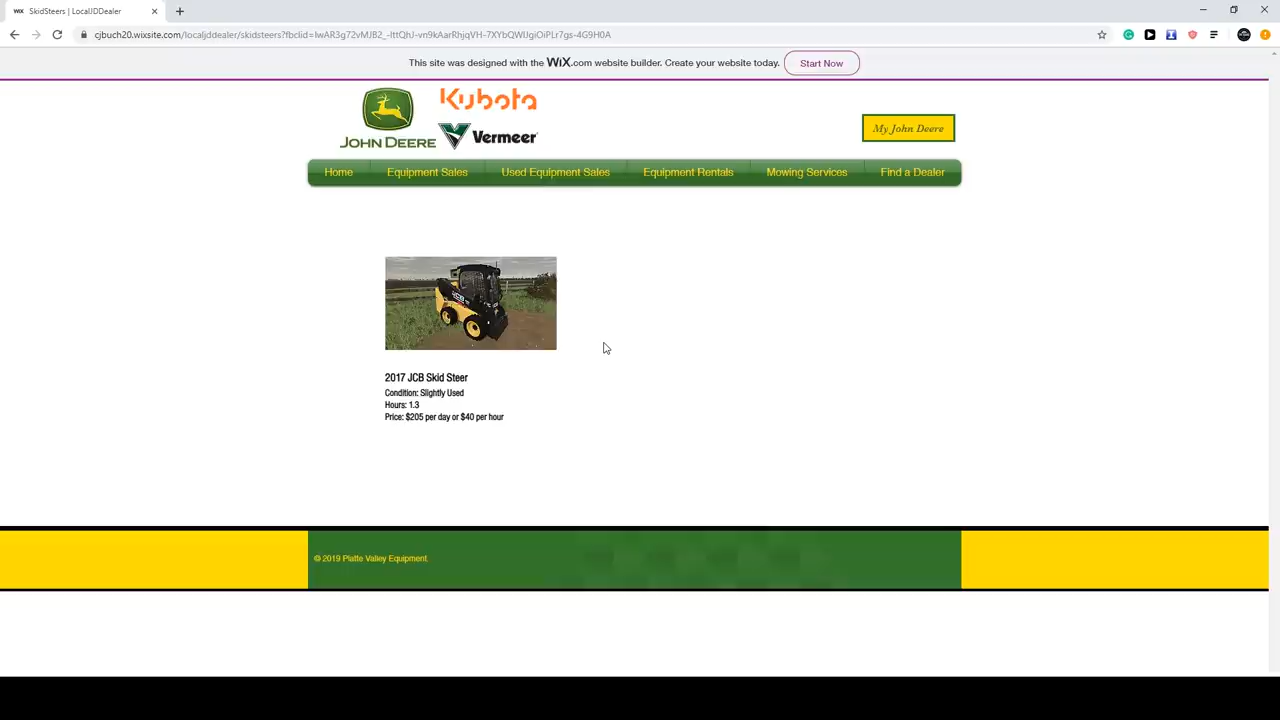 SkidSteers | LocalJDDealer
cjbuch20.wixsite.com/localjddealer/skidsteers?fbclid=IwAR3g72vMJB2_-IttQhJ-vn9kAarRhjqVH-7XYbQWUgiOiPLr7gs-4G9H0A
This site was designed with the WiX.com website builder. Create your website today. Start Now
Kubota
JOHN DEERE
Vermeer
My John Deere
Home Equipment Sales Used Equipment Sales Equipment Rentals Mowing Services Find a Dealer
JCB
2017 JCB Skid Steer
Condition: Slightly Used
Hours: 1.3
Price: $205 per day or $40 per hour
© 2019 Platte Valley Equipment